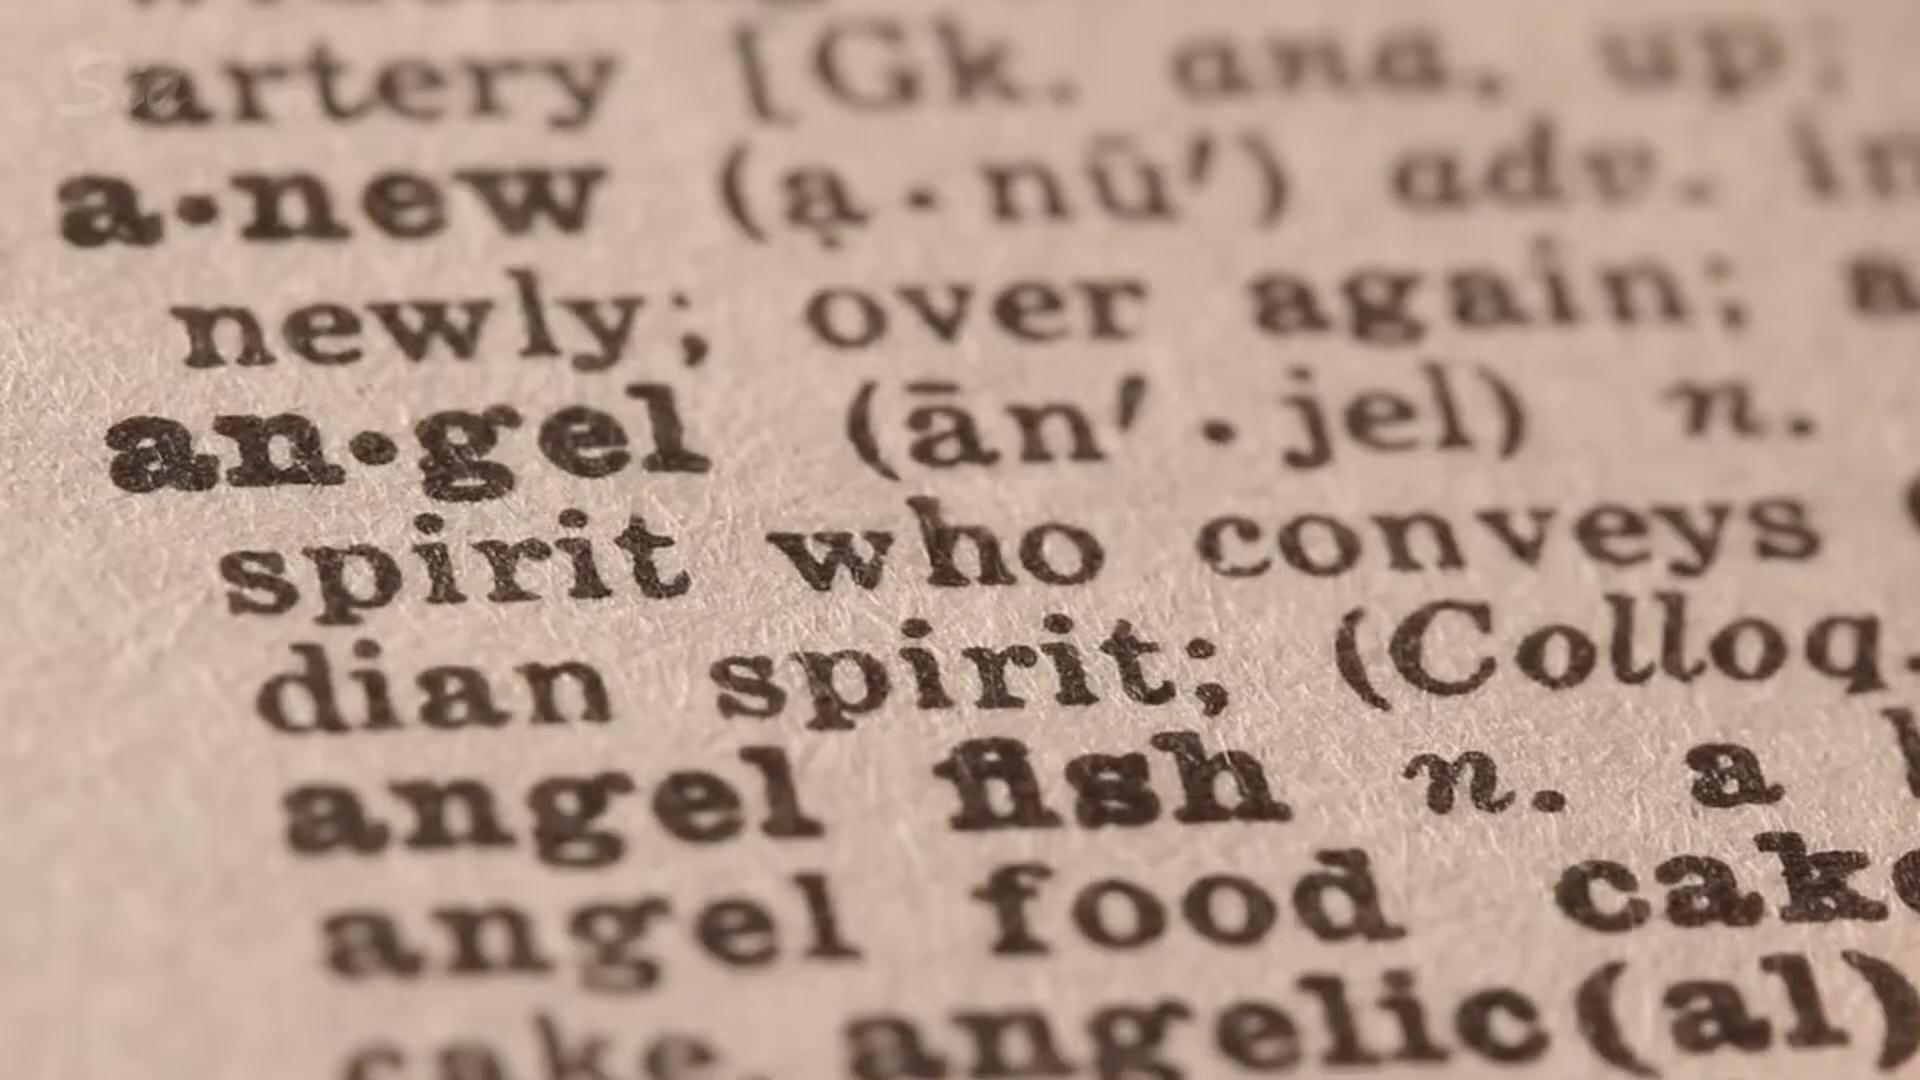 artery [Gk. ana, up;
a·new (ạ·nū′) adv. in
newly; over again; a
an·gel (ān′·jel) n.
spirit who conveys
dian spirit; (Colloq.
angel fish n. a
angel food cake
cake. angelic(al)